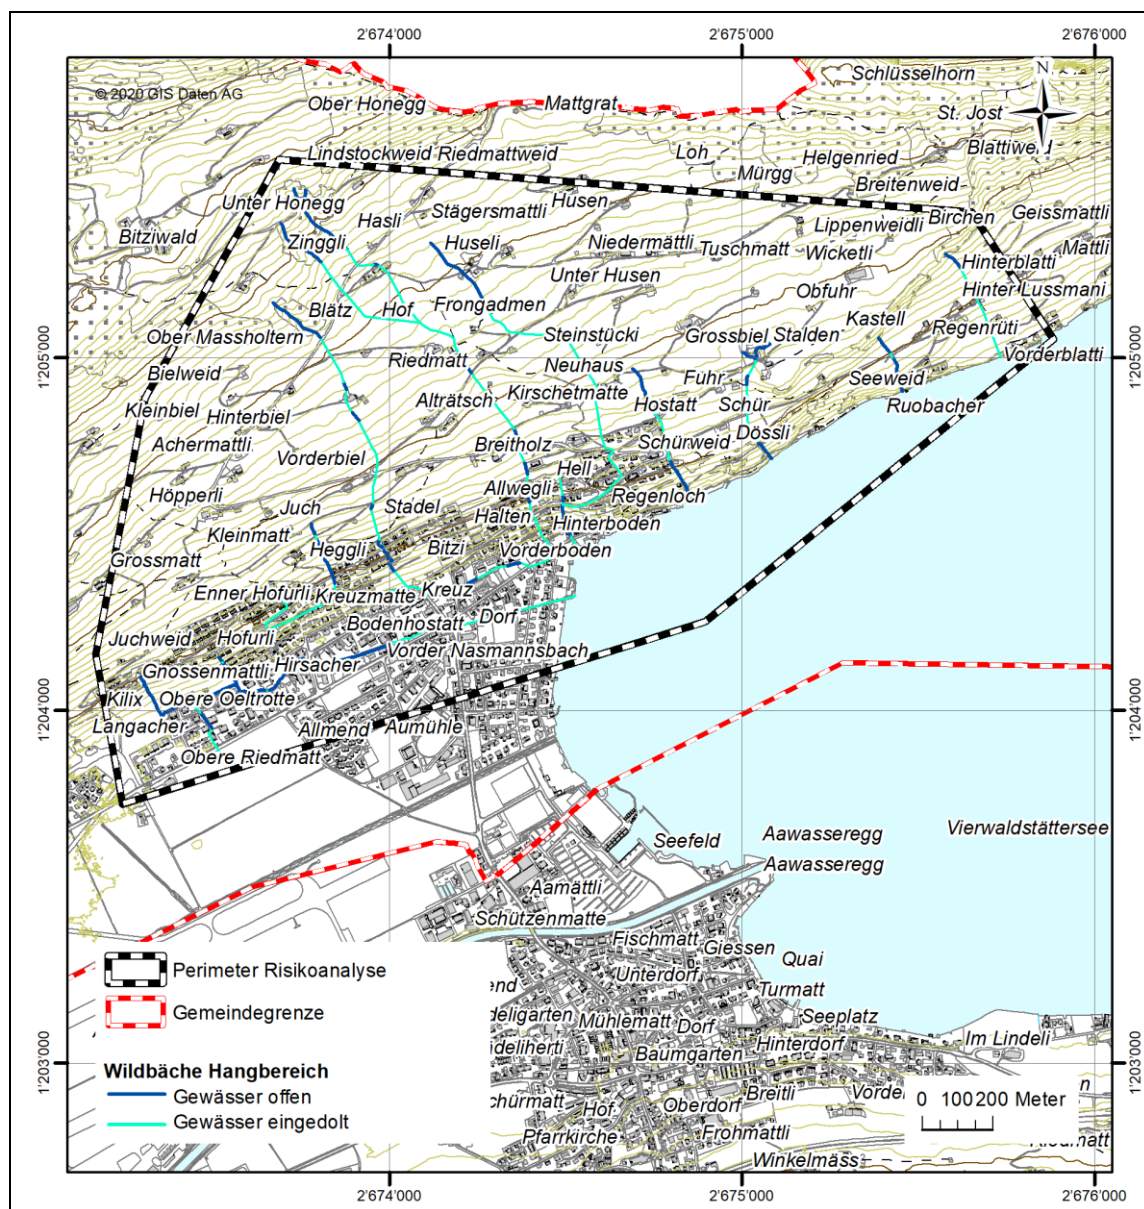 2'674'000 2'675'000 2'676'000
© 2020 GIS Daten AG
N
Schlüsselhorn
Ober Honegg
Mattgrat
St. Jost
Lindstockweid Riedmattweid
Loh
Helgenried
Blattiweid
Mürgg
Breitenweid
Unter Honegg
Hasli
Stägersmattli
Husen
Lippenweidli
Birchen
Geissmattli
Bitziwald
Zinggli
Huseli
Niedermättli
Tuschmatt
Wicketli
Mattli
Hinterblatti
Unter Husen
Blätz
Hof
Frongadmen
Obfuhr
Hinter Lussmani
Ober Massholtern
Steinstücki
Grossbiel
Stalden
Kastell
Regenrüti
1'205'000
1'205'000
Riedmatt
Neuhaus
Vorderblatti
Bielweid
Führ
Seeweid
Alträtsch
Kirschetmatte
Kleinbiel
Hinterbiel
Hostatt
Schür
Ruobacher
Achermattli
Breitholz
Schürweid
Dössli
Vorderbiel
Hell
Höpperli
Allwegli
Regenloch
Juch
Stadel
Halten
Hinterboden
Kleinmatt
Heggli
Bitzi
Vorderboden
Grossmatt
Enner Hofurli
Kreuzmatte
Kreuz
Juchweid
Hofurli
Bodenhostatt
Dorf
Gnossenmattli
Hirsacher
Vorder Nasmannsbach
Kilix
Obere Oeltrotte
1'204'000
1'204'000
Langacher
Allmend
Aumühle
Obere Riedmatt
Seefeld
Aawasseregg
Vierwaldstättersee
Aawasseregg
Aamättli
Schützenmatte
Fischmatt
Giessen
Quai
Perimeter Risikoanalyse
Unterdorf
Turmatt
Gemeindegrenze
Mühlematt
Dorf
Seeplatz
Hinterdorf
Im Lindeli
1'203'000
1'203'000
Baumgarten
Wildbäche Hangbereich
Gewässer offen
Breitli
Hof
Oberdorf
0 100 200 Meter
Gewässer eingedolt
Pfarrkirche
Frohmattli
Winkelmäss
2'674'000 2'675'000 2'676'000